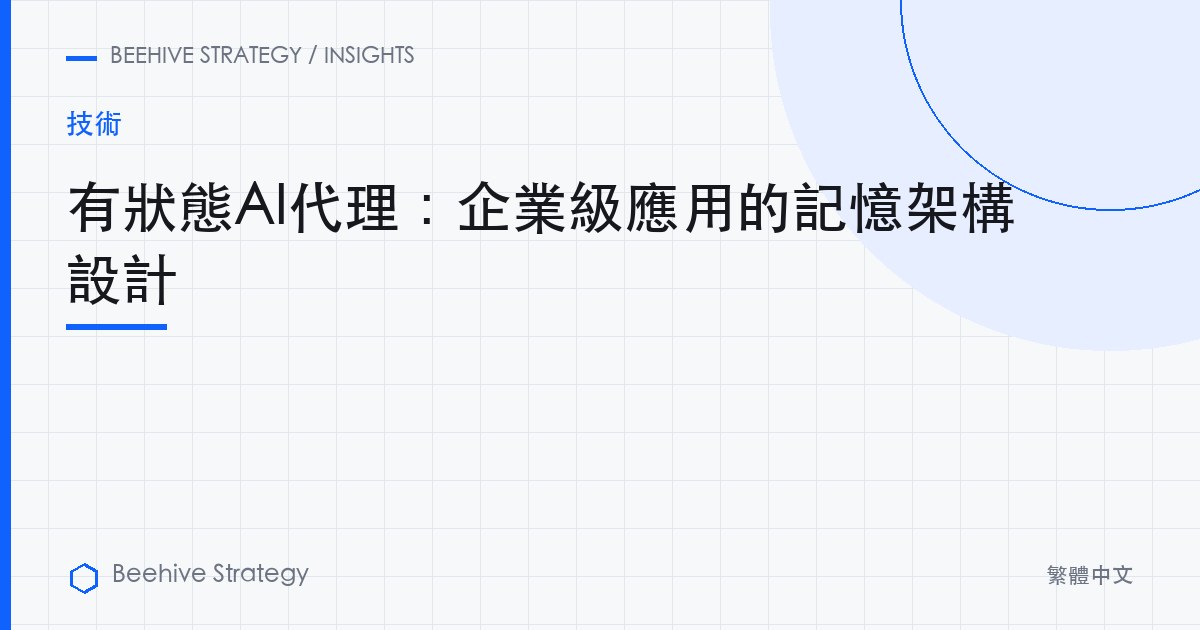 BEEHIVE STRATEGY / INSIGHTS
技術
有狀態AI代理：企業級應用的記憶架構
設計
Beehive Strategy
繁體中文